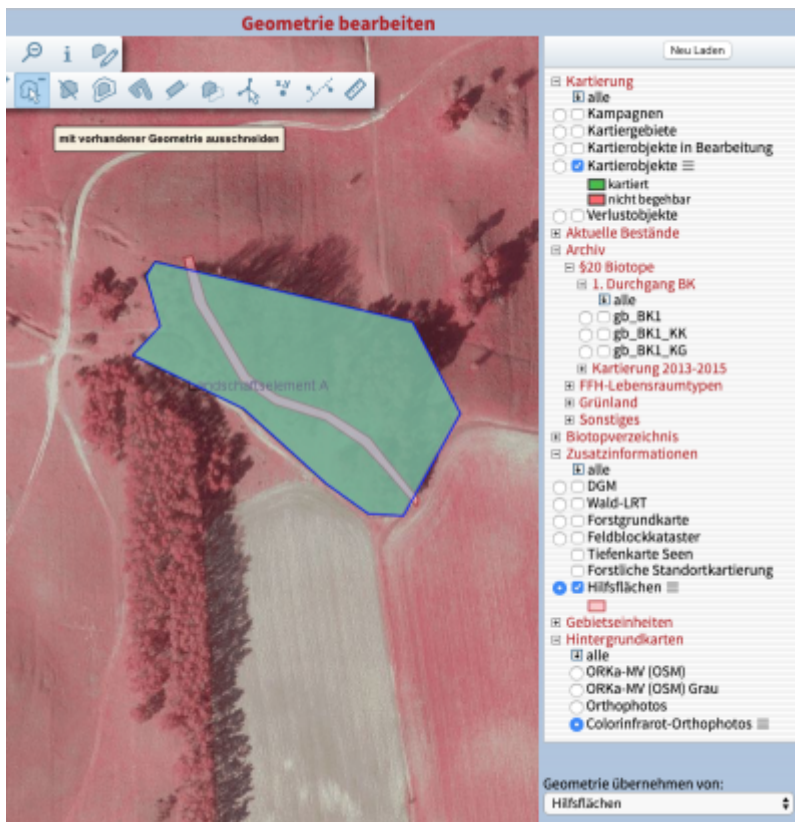 Geometrie bearbeiten
mit vorhandener Geometrie ausschneiden
Landschaftselement A
Neu Laden
Kartierung
alle
Kampagnen
Kartiergebiete
Kartierobjekte in Bearbeitung
Kartierobjekte
kartiert
nicht begehbar
Verlustobjekte
Aktuelle Bestände
Archiv
§20 Biotope
1. Durchgang BK
alle
gb_BK1
gb_BK1_KK
gb_BK1_KG
Kartierung 2013-2015
FFH-Lebensraumtypen
Grünland
Sonstiges
Biotopverzeichnis
Zusatzinformationen
alle
DGM
Wald-LRT
Forstgrundkarte
Feldblockkataster
Tiefenkarte Seen
Forstliche Standortkartierung
Hilfsflächen
Gebietseinheiten
Hintergrundkarten
alle
ORKa-MV (OSM)
ORKa-MV (OSM) Grau
Orthophotos
Colorinfrarot-Orthophotos
Geometrie übernehmen von:
Hilfsflächen